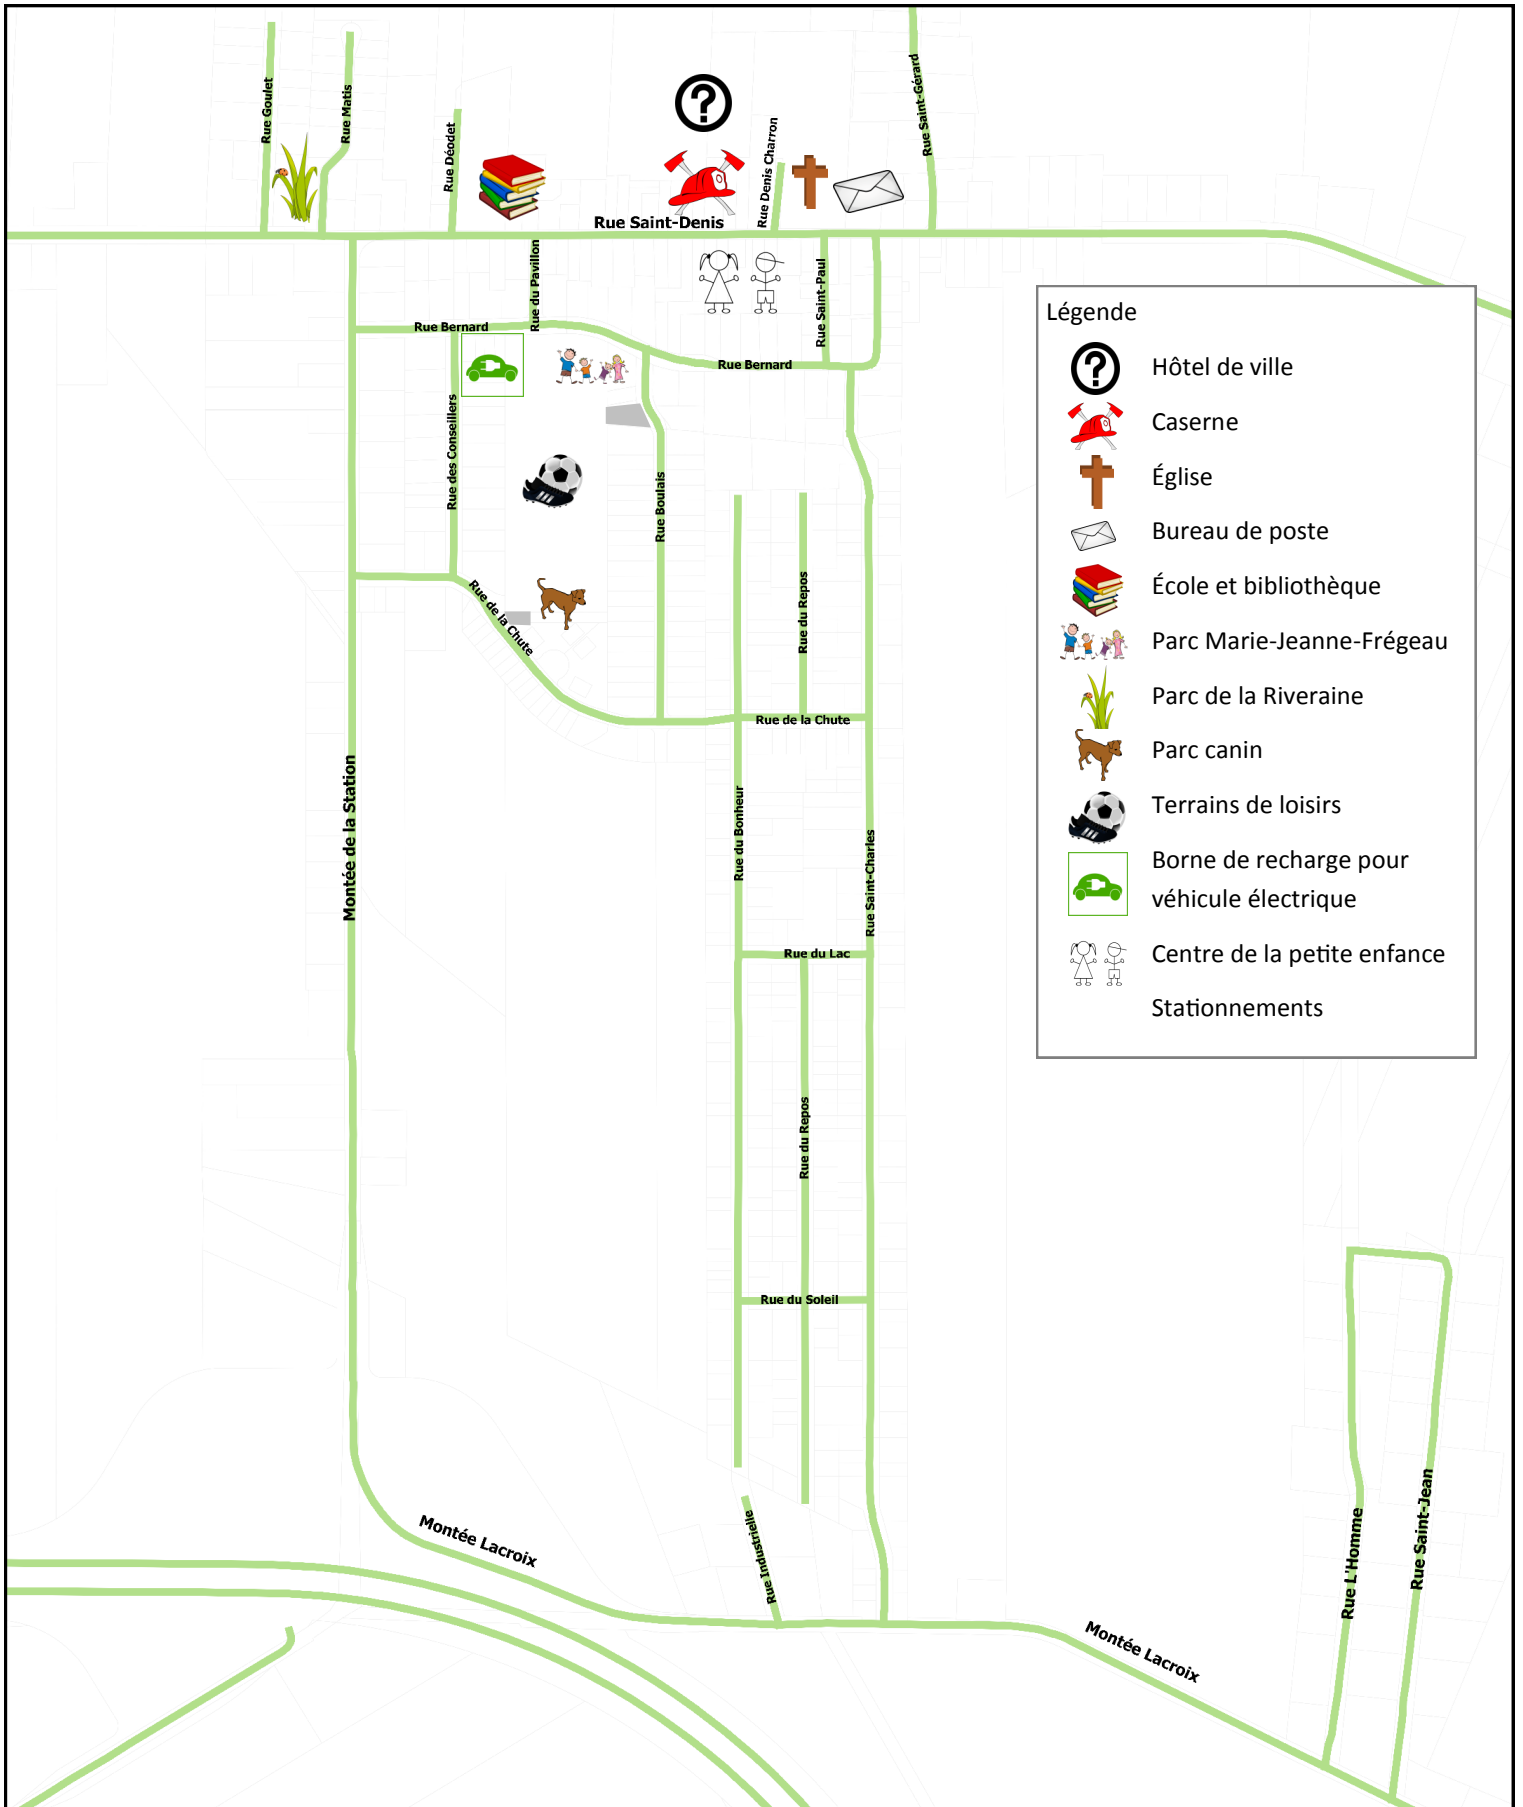 Rue Goulet
Rue Matis
Rue Déodet
Rue Denis Charron
Rue Saint-Gérard
Rue Saint-Denis
Rue du Pavillon
Rue Saint-Paul
Rue Bernard
Rue Bernard
Rue des Conseillers
Rue Boulais
Rue de la Chute
Rue du Repos
Rue de la Chute
Montée de la Station
Rue du Bonheur
Rue Saint-Charles
Rue du Lac
Rue du Repos
Rue du Soleil
Montée Lacroix
Rue Industrielle
Montée Lacroix
Rue L'Homme
Rue Saint-Jean
Légende
Hôtel de ville
Caserne
Église
Bureau de poste
École et bibliothèque
Parc Marie-Jeanne-Frégeau
Parc de la Riveraine
Parc canin
Terrains de loisirs
Borne de recharge pour
véhicule électrique
Centre de la petite enfance
Stationnements